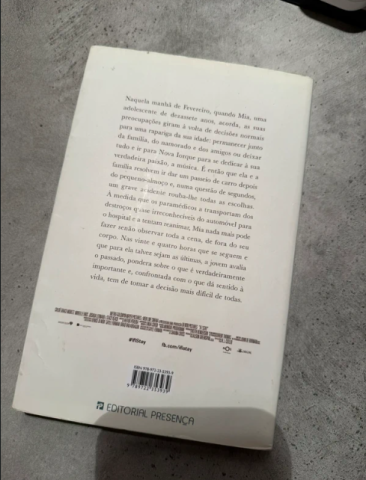 Naquela manhã de Fevereiro, quando Mia, uma
adolescente de dezassete anos, acorda, as suas
preocupações giram à volta de decisões normais
para uma rapariga da sua idade: permanecer junto
da família, do namorado e dos amigos ou deixar
tudo e ir para Nova Iorque para se dedicar à sua
verdadeira paixão, a música. É então que ela e a
família resolvem ir dar um passeio de carro depois
do pequeno-almoço e, numa questão de segundos,
um grave acidente rouba-lhe todas as escolhas.
À medida que os paramédicos a transportam dos
destroços quase irreconhecíveis do automóvel para
o hospital e a tentam reanimar, Mia nada mais pode
fazer senão observar toda a cena, de fora do seu
corpo. Nas vinte e quatro horas que se seguem e
que para ela talvez sejam as últimas, a jovem avalia
o passado, pondera sobre o que é verdadeiramente
importante e, confrontada com o que dá sentido à
vida, tem de tomar a decisão mais difícil de todas.
#IfIStay
fb.com/ifistay
EDITORIAL PRESENÇA